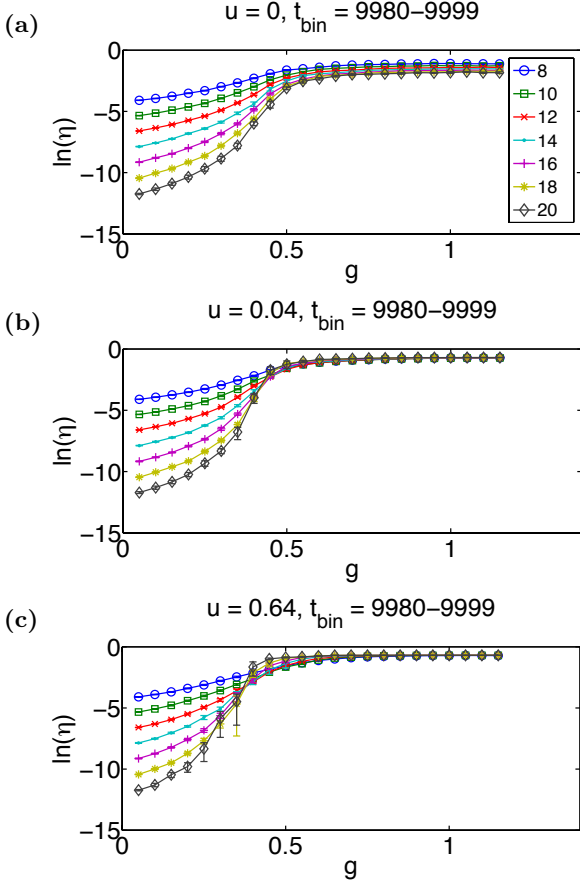 (a)
u = 0, t_bin = 9980−9999
0
−5
−10
−15
ln(η)
0 0.5 1
g
8
10
12
14
16
18
20
(b)
u = 0.04, t_bin = 9980−9999
0
−5
−10
−15
ln(η)
0 0.5 1
g
(c)
u = 0.64, t_bin = 9980−9999
0
−5
−10
−15
ln(η)
0 0.5 1
g